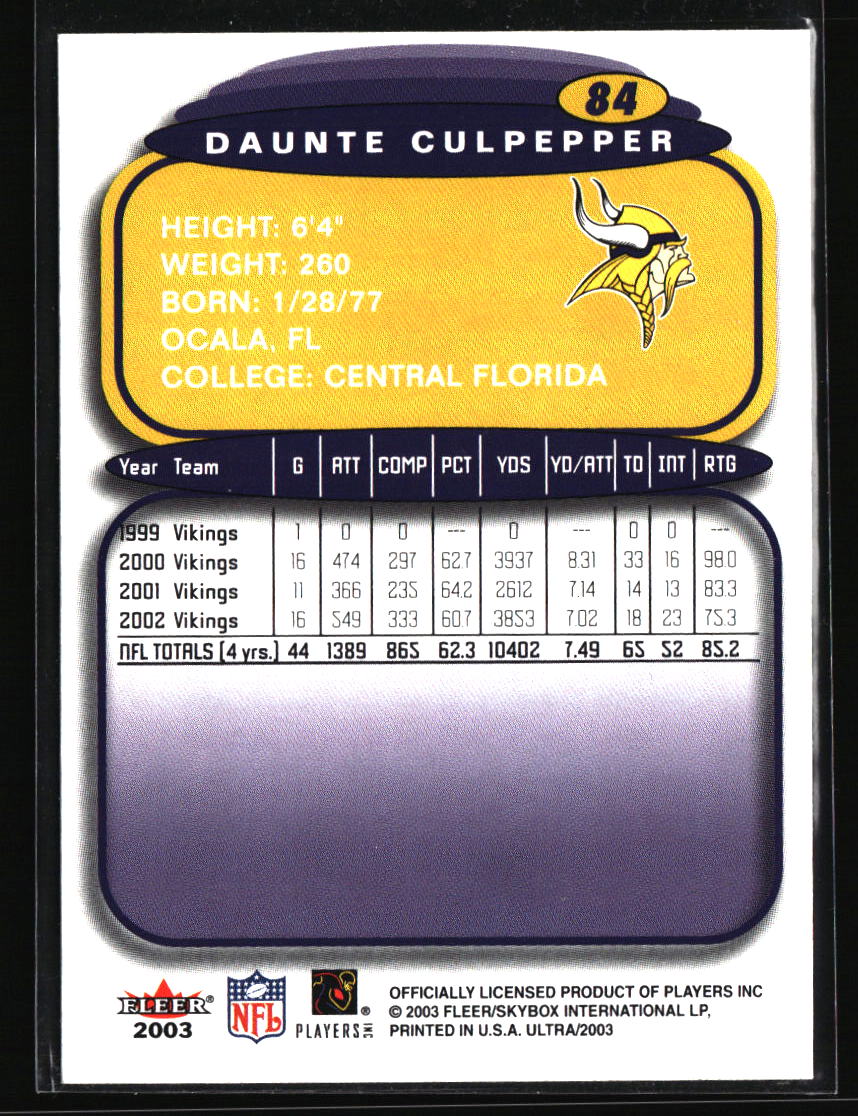 84
DAUNTE CULPEPPER
HEIGHT: 6'4"
WEIGHT: 260
BORN: 1/28/77
OCALA, FL
COLLEGE: CENTRAL FLORIDA
Year Team G ATT COMP PCT YDS YD/ATT TD INT RTG
1999 Vikings 1 0 0 --- 0 --- 0 0 ---
2000 Vikings 16 474 297 62.7 3937 8.31 33 16 98.0
2001 Vikings 11 366 235 64.2 2612 7.14 14 13 83.3
2002 Vikings 16 549 333 60.7 3853 7.02 18 23 75.3
NFL TOTALS (4 yrs.) 44 1389 865 62.3 10402 7.49 65 52 85.2
FLEER®
2003
NFL
PLAYERS INC ®
OFFICIALLY LICENSED PRODUCT OF PLAYERS INC
© 2003 FLEER/SKYBOX INTERNATIONAL LP,
PRINTED IN U.S.A. ULTRA/2003